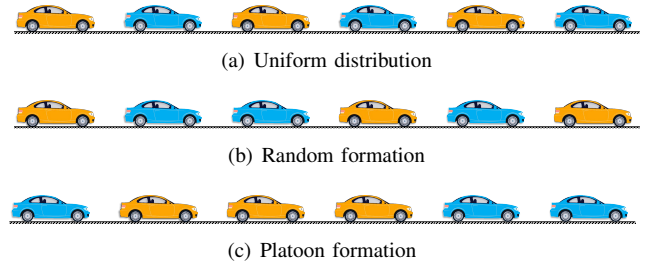 (a) Uniform distribution
(b) Random formation
(c) Platoon formation